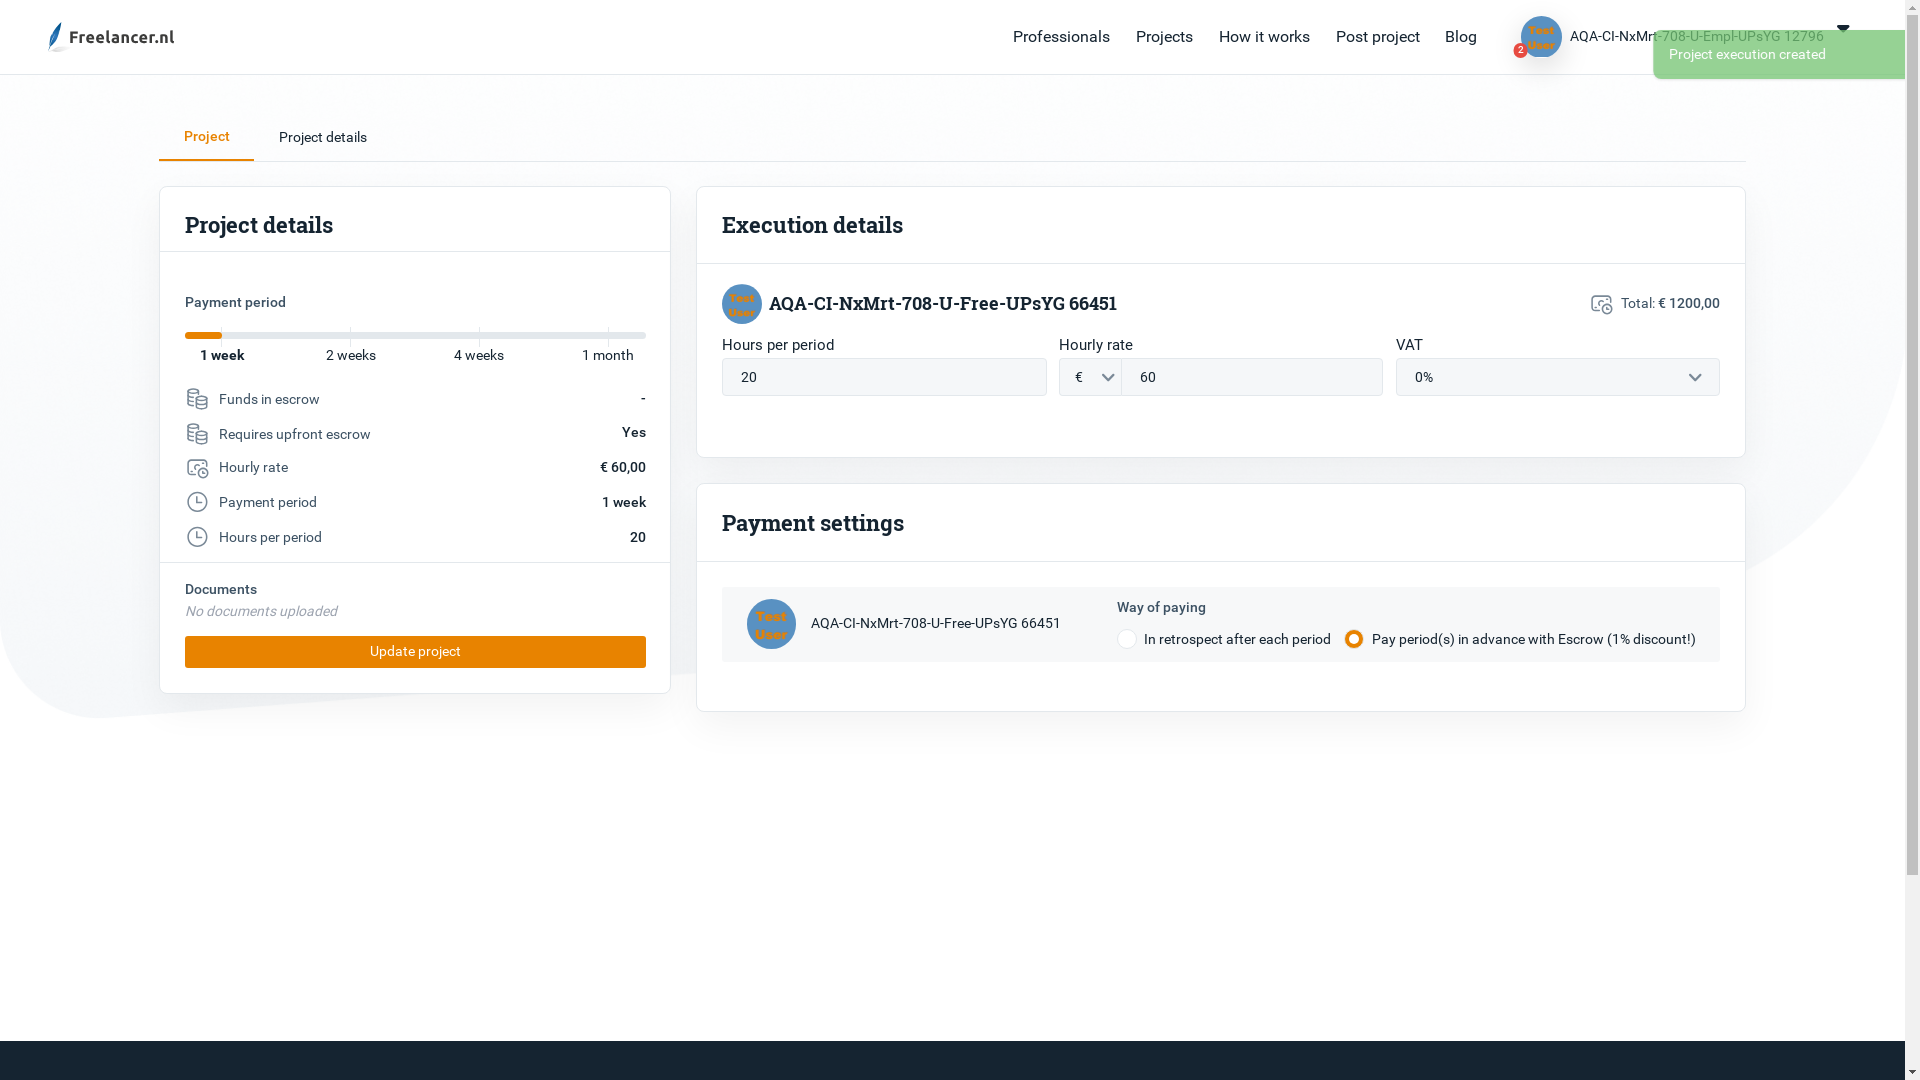 Freelancer.nl
Professionals
Projects
How it works
Post project
Blog
Test
User
2
AQA-CI-NxMrt-708-U-Empl-UPsYG 12796
Project execution created
Project
Project details
Project details
Payment period
1 week
2 weeks
4 weeks
1 month
Funds in escrow
-
Requires upfront escrow
Yes
Hourly rate
€ 60,00
Payment period
1 week
Hours per period
20
Documents
No documents uploaded
Update project
Execution details
Test
User
AQA-CI-NxMrt-708-U-Free-UPsYG 66451
Total: € 1200,00
Hours per period
Hourly rate
VAT
20
€
60
0%
Payment settings
Test
User
AQA-CI-NxMrt-708-U-Free-UPsYG 66451
Way of paying
In retrospect after each period
Pay period(s) in advance with Escrow (1% discount!)